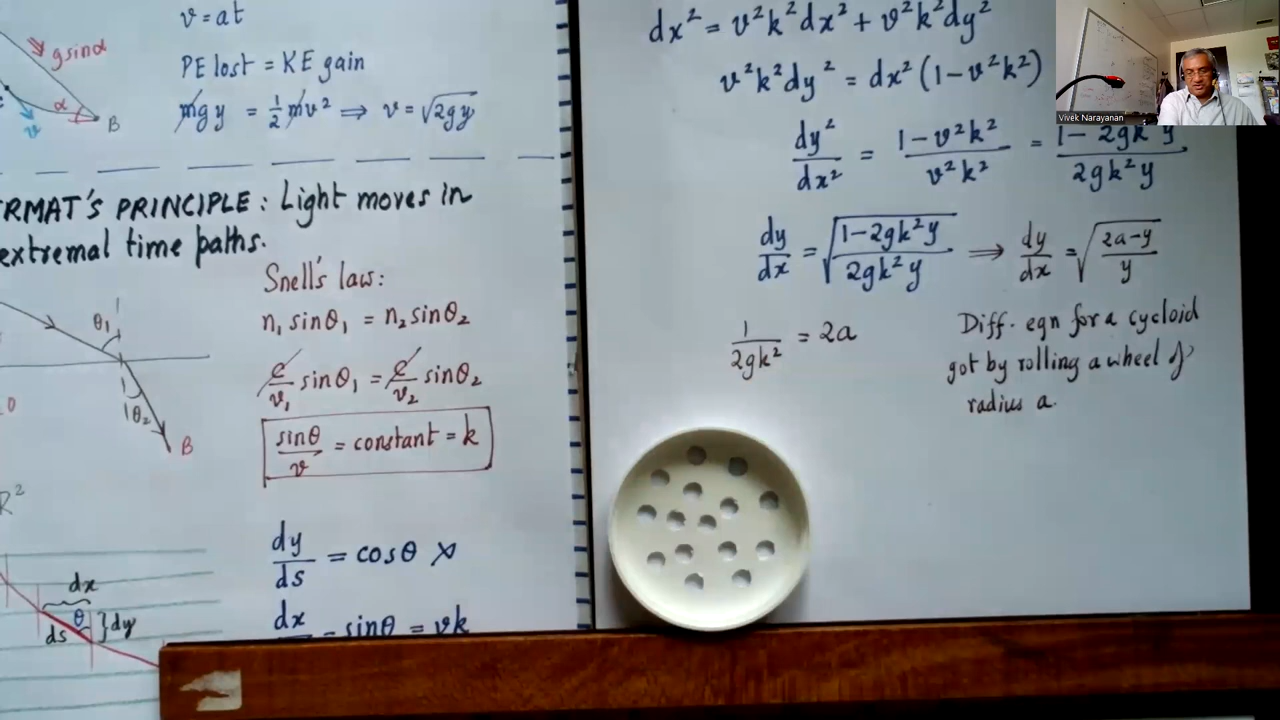 v = at
g sinα
PE lost = KE gain
mgy = 1/2 mv² ⟹ v = √2gy
α
B
v
RMAT'S PRINCIPLE: Light moves in
extremal time paths.
Snell's law:
θ₁
n₁ sinθ₁ = n₂ sinθ₂
c/v₁ sinθ₁ = c/v₂ sinθ₂
θ₂
B
sinθ/v = constant = k
R²
dy/ds = cosθ ×
dx
θ
ds
dy
dx = sinθ = vk
dx² = v²k²dx² + v²k²dy²
v²k²dy² = dx²(1-v²k²)
dy²/dx² = 1-v²k²/v²k² = 1-2gk²y/2gk²y
dy/dx = √1-2gk²y/2gk²y ⟹ dy/dx = √2a-y/y
1/2gk² = 2a
Diff. eqn for a cycloid
got by rolling a wheel of
radius a.
Vivek Narayanan